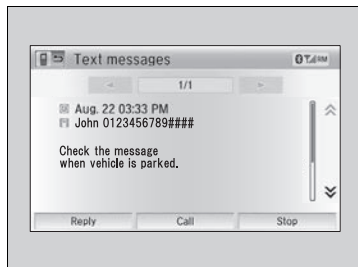 Text messages
1/1
Aug. 22 03:33 PM
John 0123456789####
Check the message
when vehicle is parked.
Reply Call Stop